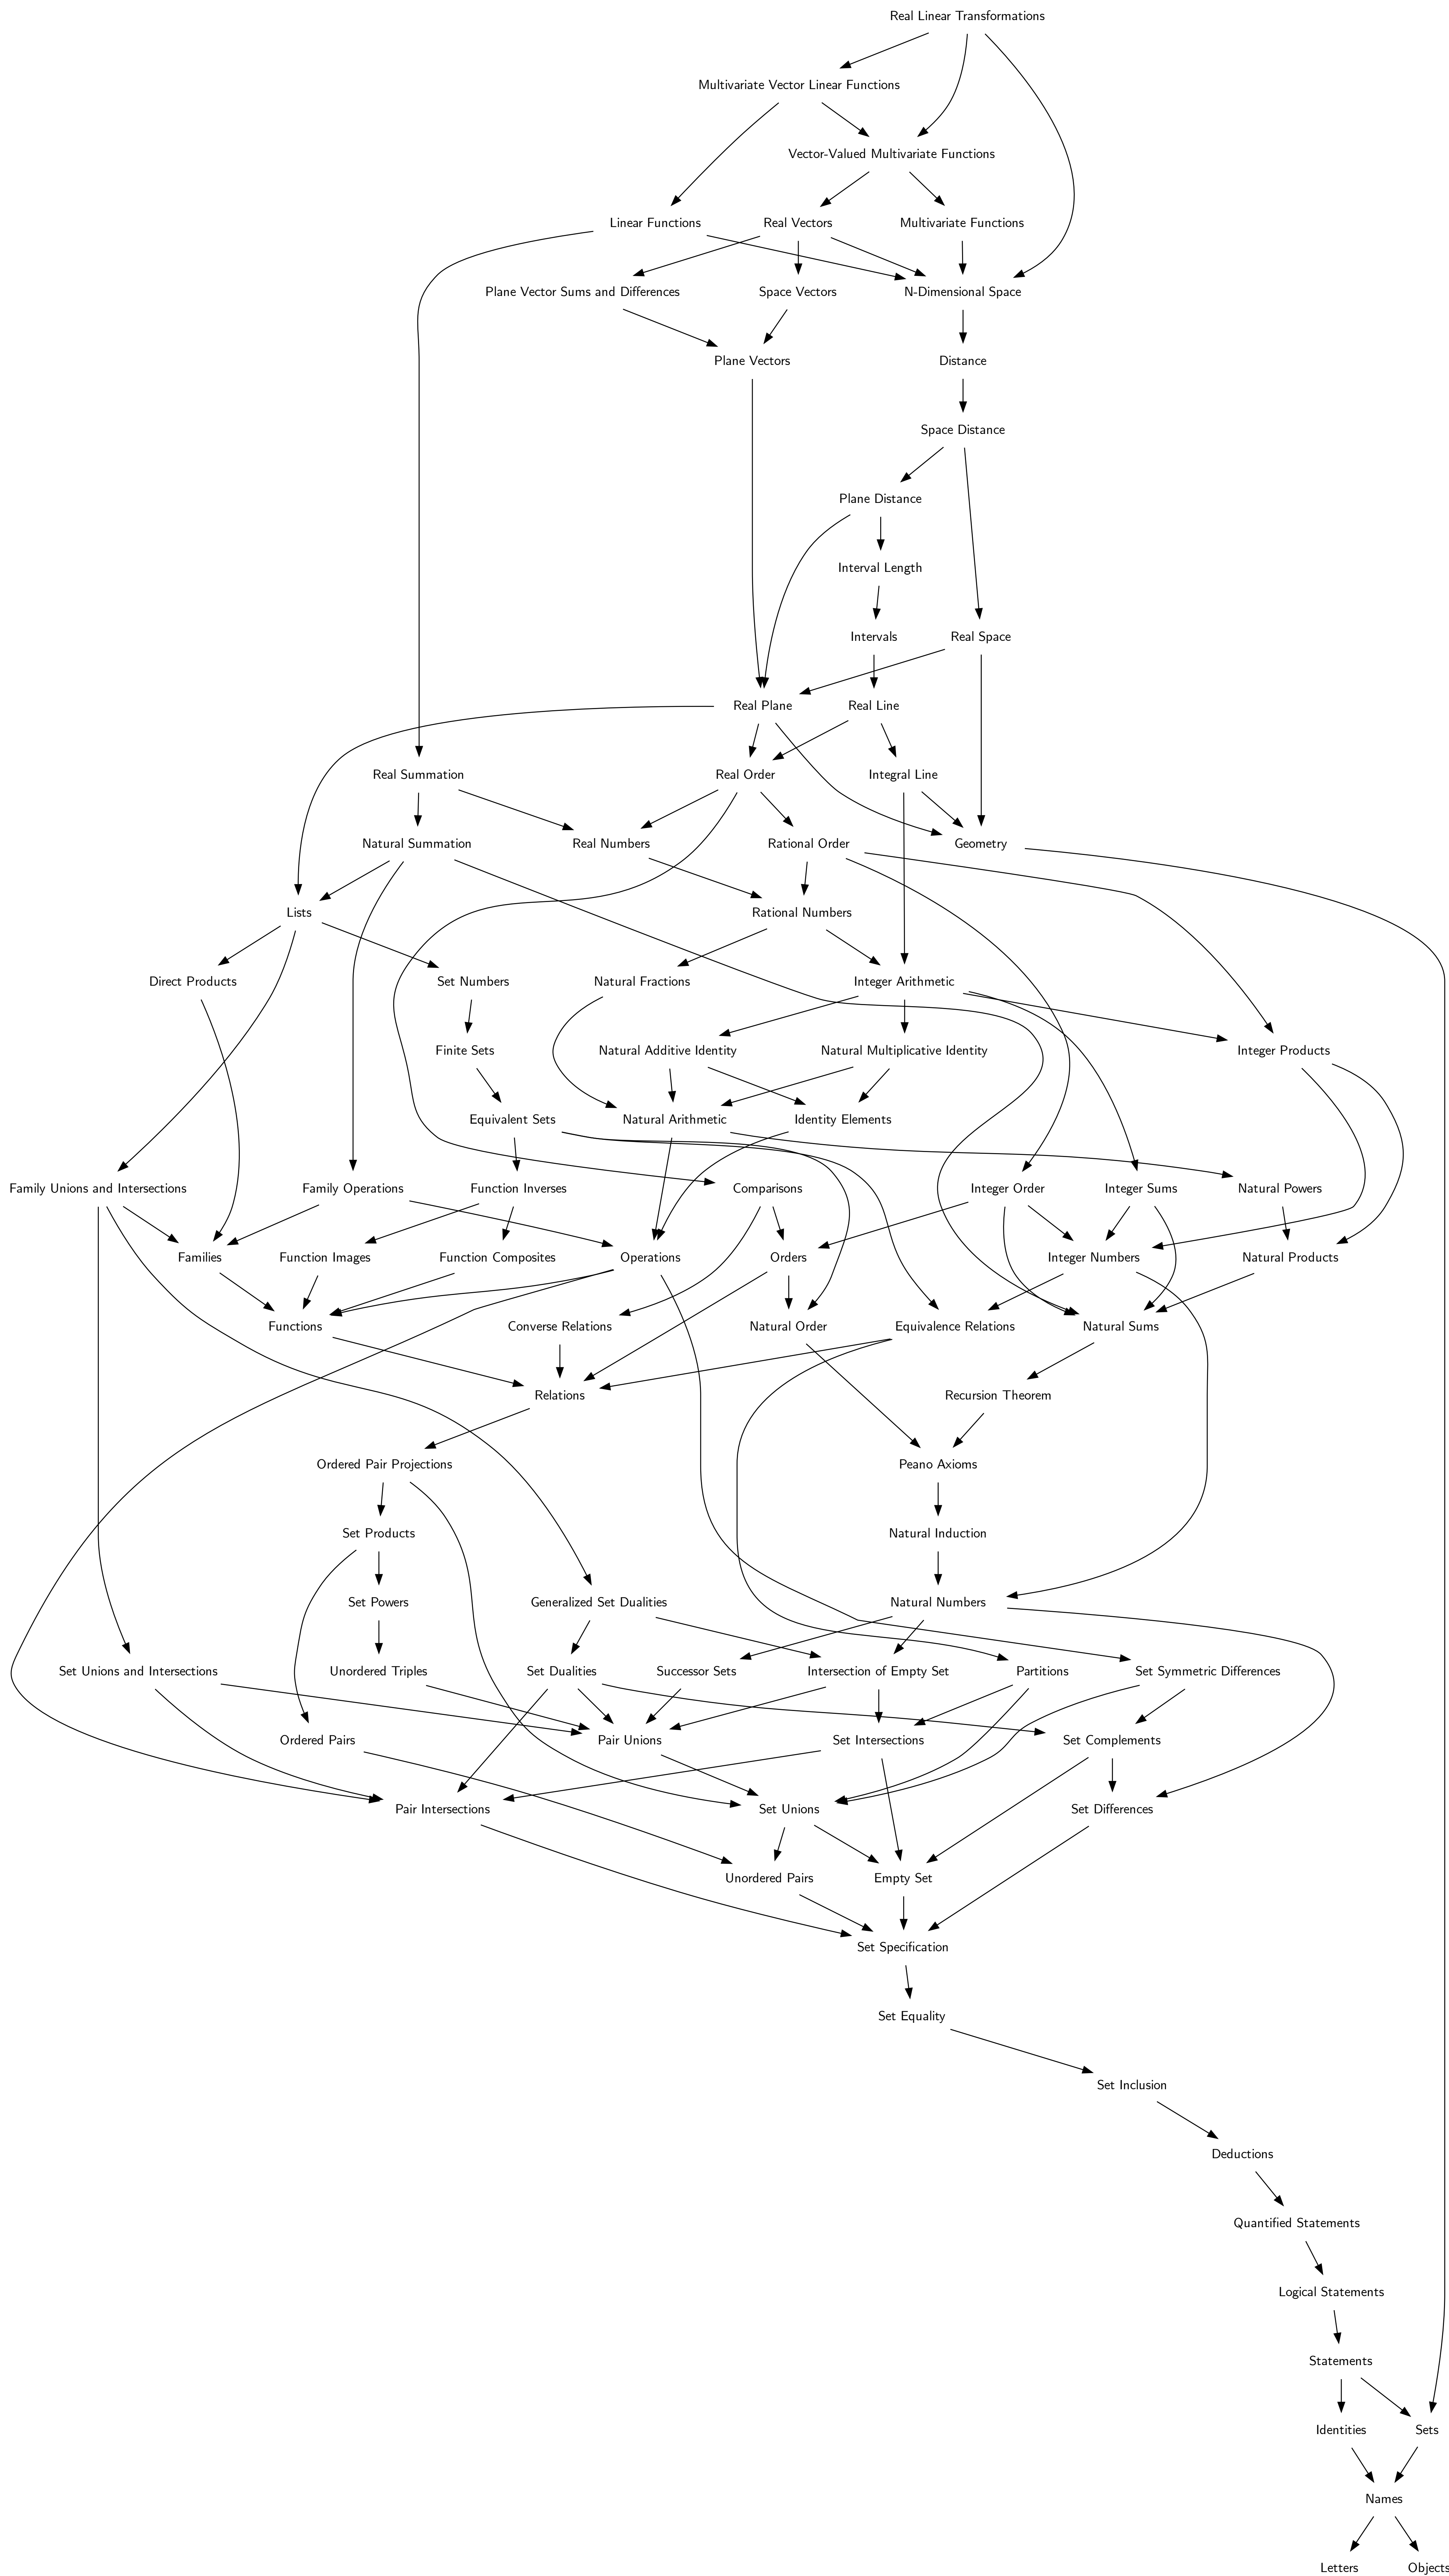 Real Linear Transformations
Multivariate Vector Linear Functions
Vector-Valued Multivariate Functions
Linear Functions
Real Vectors
Multivariate Functions
Plane Vector Sums and Differences
Space Vectors
N-Dimensional Space
Plane Vectors
Distance
Space Distance
Plane Distance
Interval Length
Intervals
Real Space
Real Plane
Real Line
Real Summation
Real Order
Integral Line
Natural Summation
Real Numbers
Rational Order
Geometry
Lists
Rational Numbers
Direct Products
Set Numbers
Natural Fractions
Integer Arithmetic
Finite Sets
Natural Additive Identity
Natural Multiplicative Identity
Integer Products
Equivalent Sets
Natural Arithmetic
Identity Elements
Family Unions and Intersections
Family Operations
Function Inverses
Comparisons
Integer Order
Integer Sums
Natural Powers
Families
Function Images
Function Composites
Operations
Orders
Integer Numbers
Natural Products
Functions
Converse Relations
Natural Order
Equivalence Relations
Natural Sums
Relations
Recursion Theorem
Ordered Pair Projections
Peano Axioms
Set Products
Natural Induction
Set Powers
Generalized Set Dualities
Natural Numbers
Set Unions and Intersections
Unordered Triples
Set Dualities
Successor Sets
Intersection of Empty Set
Partitions
Set Symmetric Differences
Ordered Pairs
Pair Unions
Set Intersections
Set Complements
Pair Intersections
Set Unions
Set Differences
Unordered Pairs
Empty Set
Set Specification
Set Equality
Set Inclusion
Deductions
Quantified Statements
Logical Statements
Statements
Identities
Sets
Names
Letters
Objects